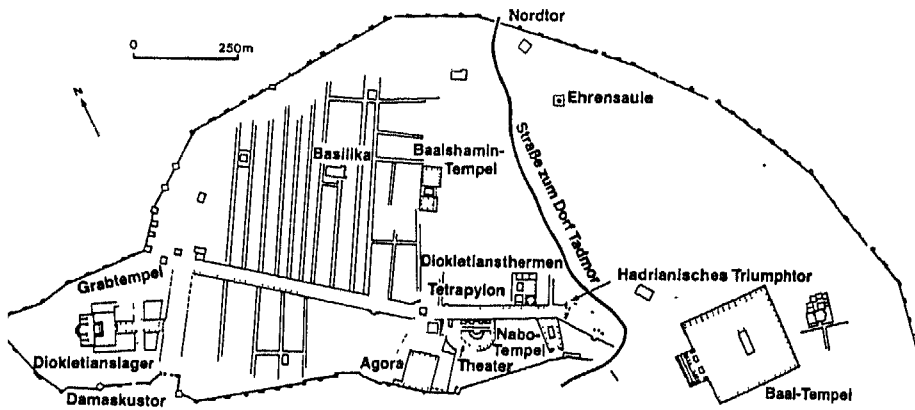 Nordtor
0 250m
N
Ehrensaule
Straße zum Dorf Tadmor
Basilika
Baalshamin-
Tempel
Diokletiansthermen
Hadrianisches Triumphtor
Grabtempel
Tetrapylon
Nabo-
Tempel
Diokletianslager
Agora
Theater
Damaskustor
Baal-Tempel